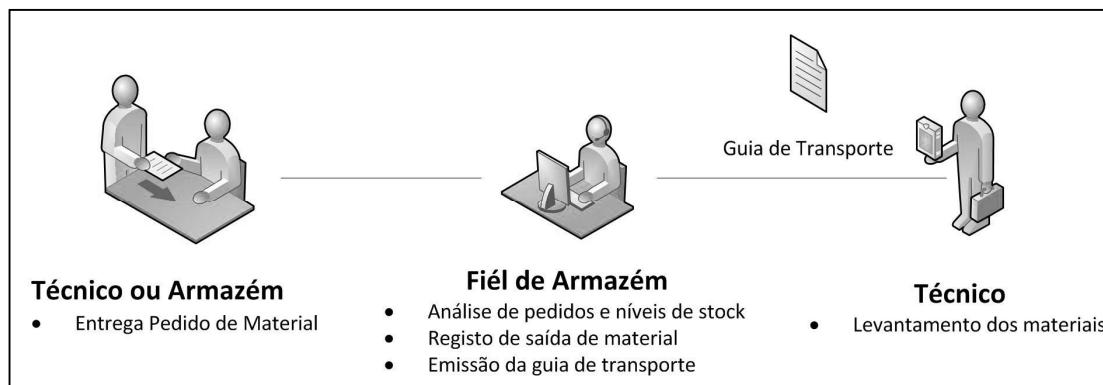 Guia de Transporte
Técnico ou Armazém
• Entrega Pedido de Material
Fiél de Armazém
• Análise de pedidos e níveis de stock
• Registo de saída de material
• Emissão da guia de transporte
Técnico
• Levantamento dos materiais